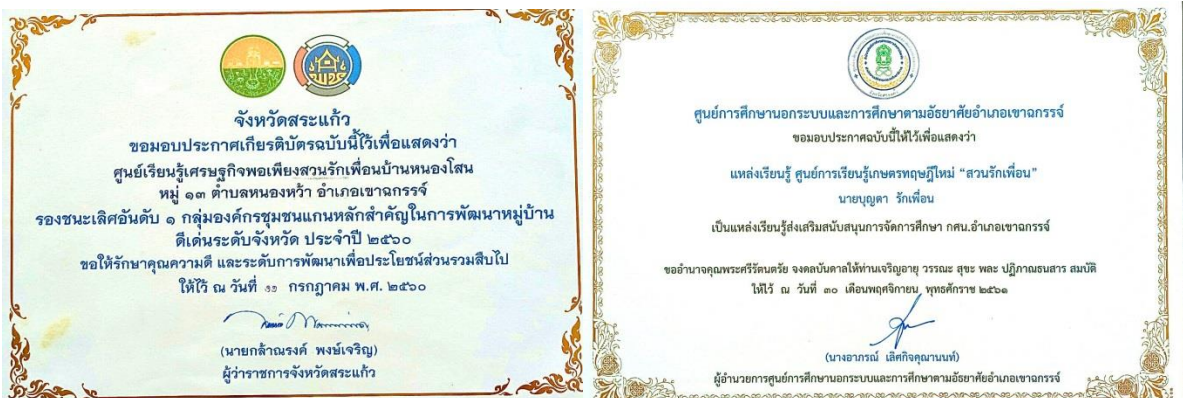 จังหวัดสระแก้ว
ขอมอบประกาศเกียรติบัตรฉบับนี้ไว้เพื่อแสดงว่า
ศูนย์เรียนรู้เศรษฐกิจพอเพียงสวนรักเพื่อนบ้านหนองโสน
หมู่ ๑๓ ตำบลหนองหว้า อำเภอเขาฉกรรจ์
รองชนะเลิศอันดับ ๑ กลุ่มองค์กรชุมชนแกนหลักสำคัญในการพัฒนาหมู่บ้าน
ดีเด่นระดับจังหวัด ประจำปี ๒๕๖๐
ขอให้รักษาคุณความดี และระดับการพัฒนาเพื่อประโยชน์ส่วนรวมสืบไป
ให้ไว้ ณ วันที่ กรกฎาคม พ.ศ. ๒๕๖๐
(นายกล้าณรงค์ พงษ์เจริญ)
ผู้ว่าราชการจังหวัดสระแก้ว
ศูนย์การศึกษานอกระบบและการศึกษาตามอัธยาศัยอำเภอเขาฉกรรจ์
ขอมอบประกาศฉบับนี้ให้ไว้เพื่อแสดงว่า
แหล่งเรียนรู้ ศูนย์การเรียนรู้เกษตรทฤษฎีใหม่ “สวนรักเพื่อน”
นายบุญตา รักเพื่อน
เป็นแหล่งเรียนรู้ส่งเสริมสนับสนุนการจัดการศึกษา กศน.อำเภอเขาฉกรรจ์
ขออำนาจคุณพระศรีรัตนตรัย จงดลบันดาลให้ท่านเจริญอายุ วรรณะ สุขะ พละ ปฏิภาณธนสาร สมบัติ
ให้ไว้ ณ วันที่ ๓๐ เดือนพฤศจิกายน พุทธศักราช ๒๕๖๑
(นางอาภรณ์ เลิศกิจคุณานนท์)
ผู้อำนวยการศูนย์การศึกษานอกระบบและการศึกษาตามอัธยาศัยอำเภอเขาฉกรรจ์